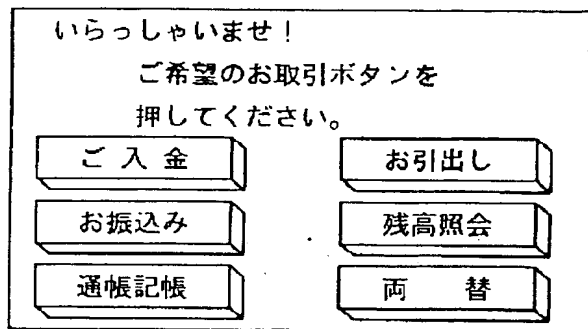 いらっしゃいませ！
ご希望のお取引ボタンを
押してください。
ご入金
お引出し
お振込み
残高照会
通帳記帳
両替